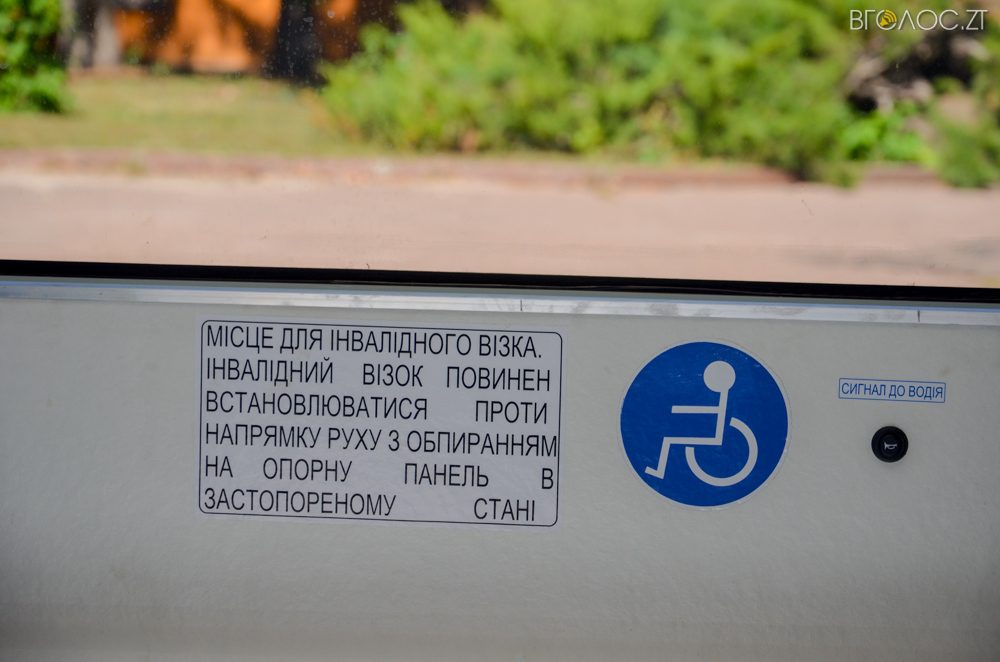 ВГОЛОС.ZT
МІСЦЕ ДЛЯ ІНВАЛІДНОГО ВІЗКА.
ІНВАЛІДНИЙ ВІЗОК ПОВИНЕН
ВСТАНОВЛЮВАТИСЯ ПРОТИ
НАПРЯМКУ РУХУ З ОБПИРАННЯМ
НА ОПОРНУ ПАНЕЛЬ В
ЗАСТОПОРЕНОМУ СТАНІ
СИГНАЛ ДО ВОДІЯ